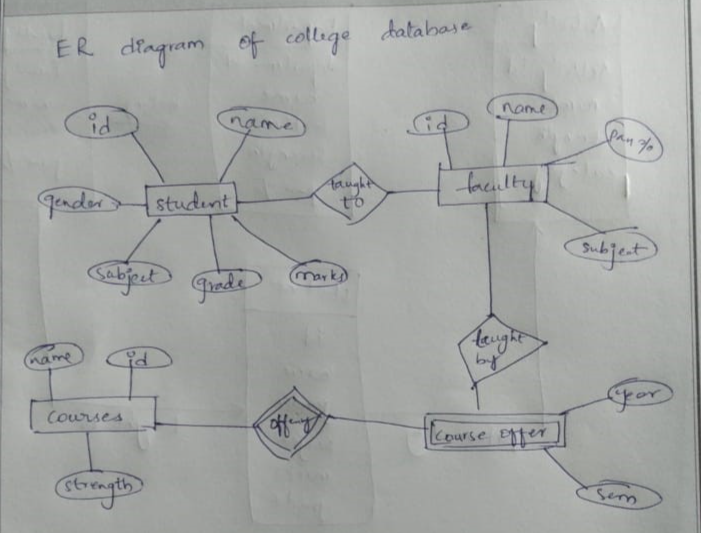 ER diagram of college database
id
name
id
name
gender
student
taught
to
faculty
subject
grade
marks
subject
name
id
taught
by
courses
offing
course offer
year
strength
sem